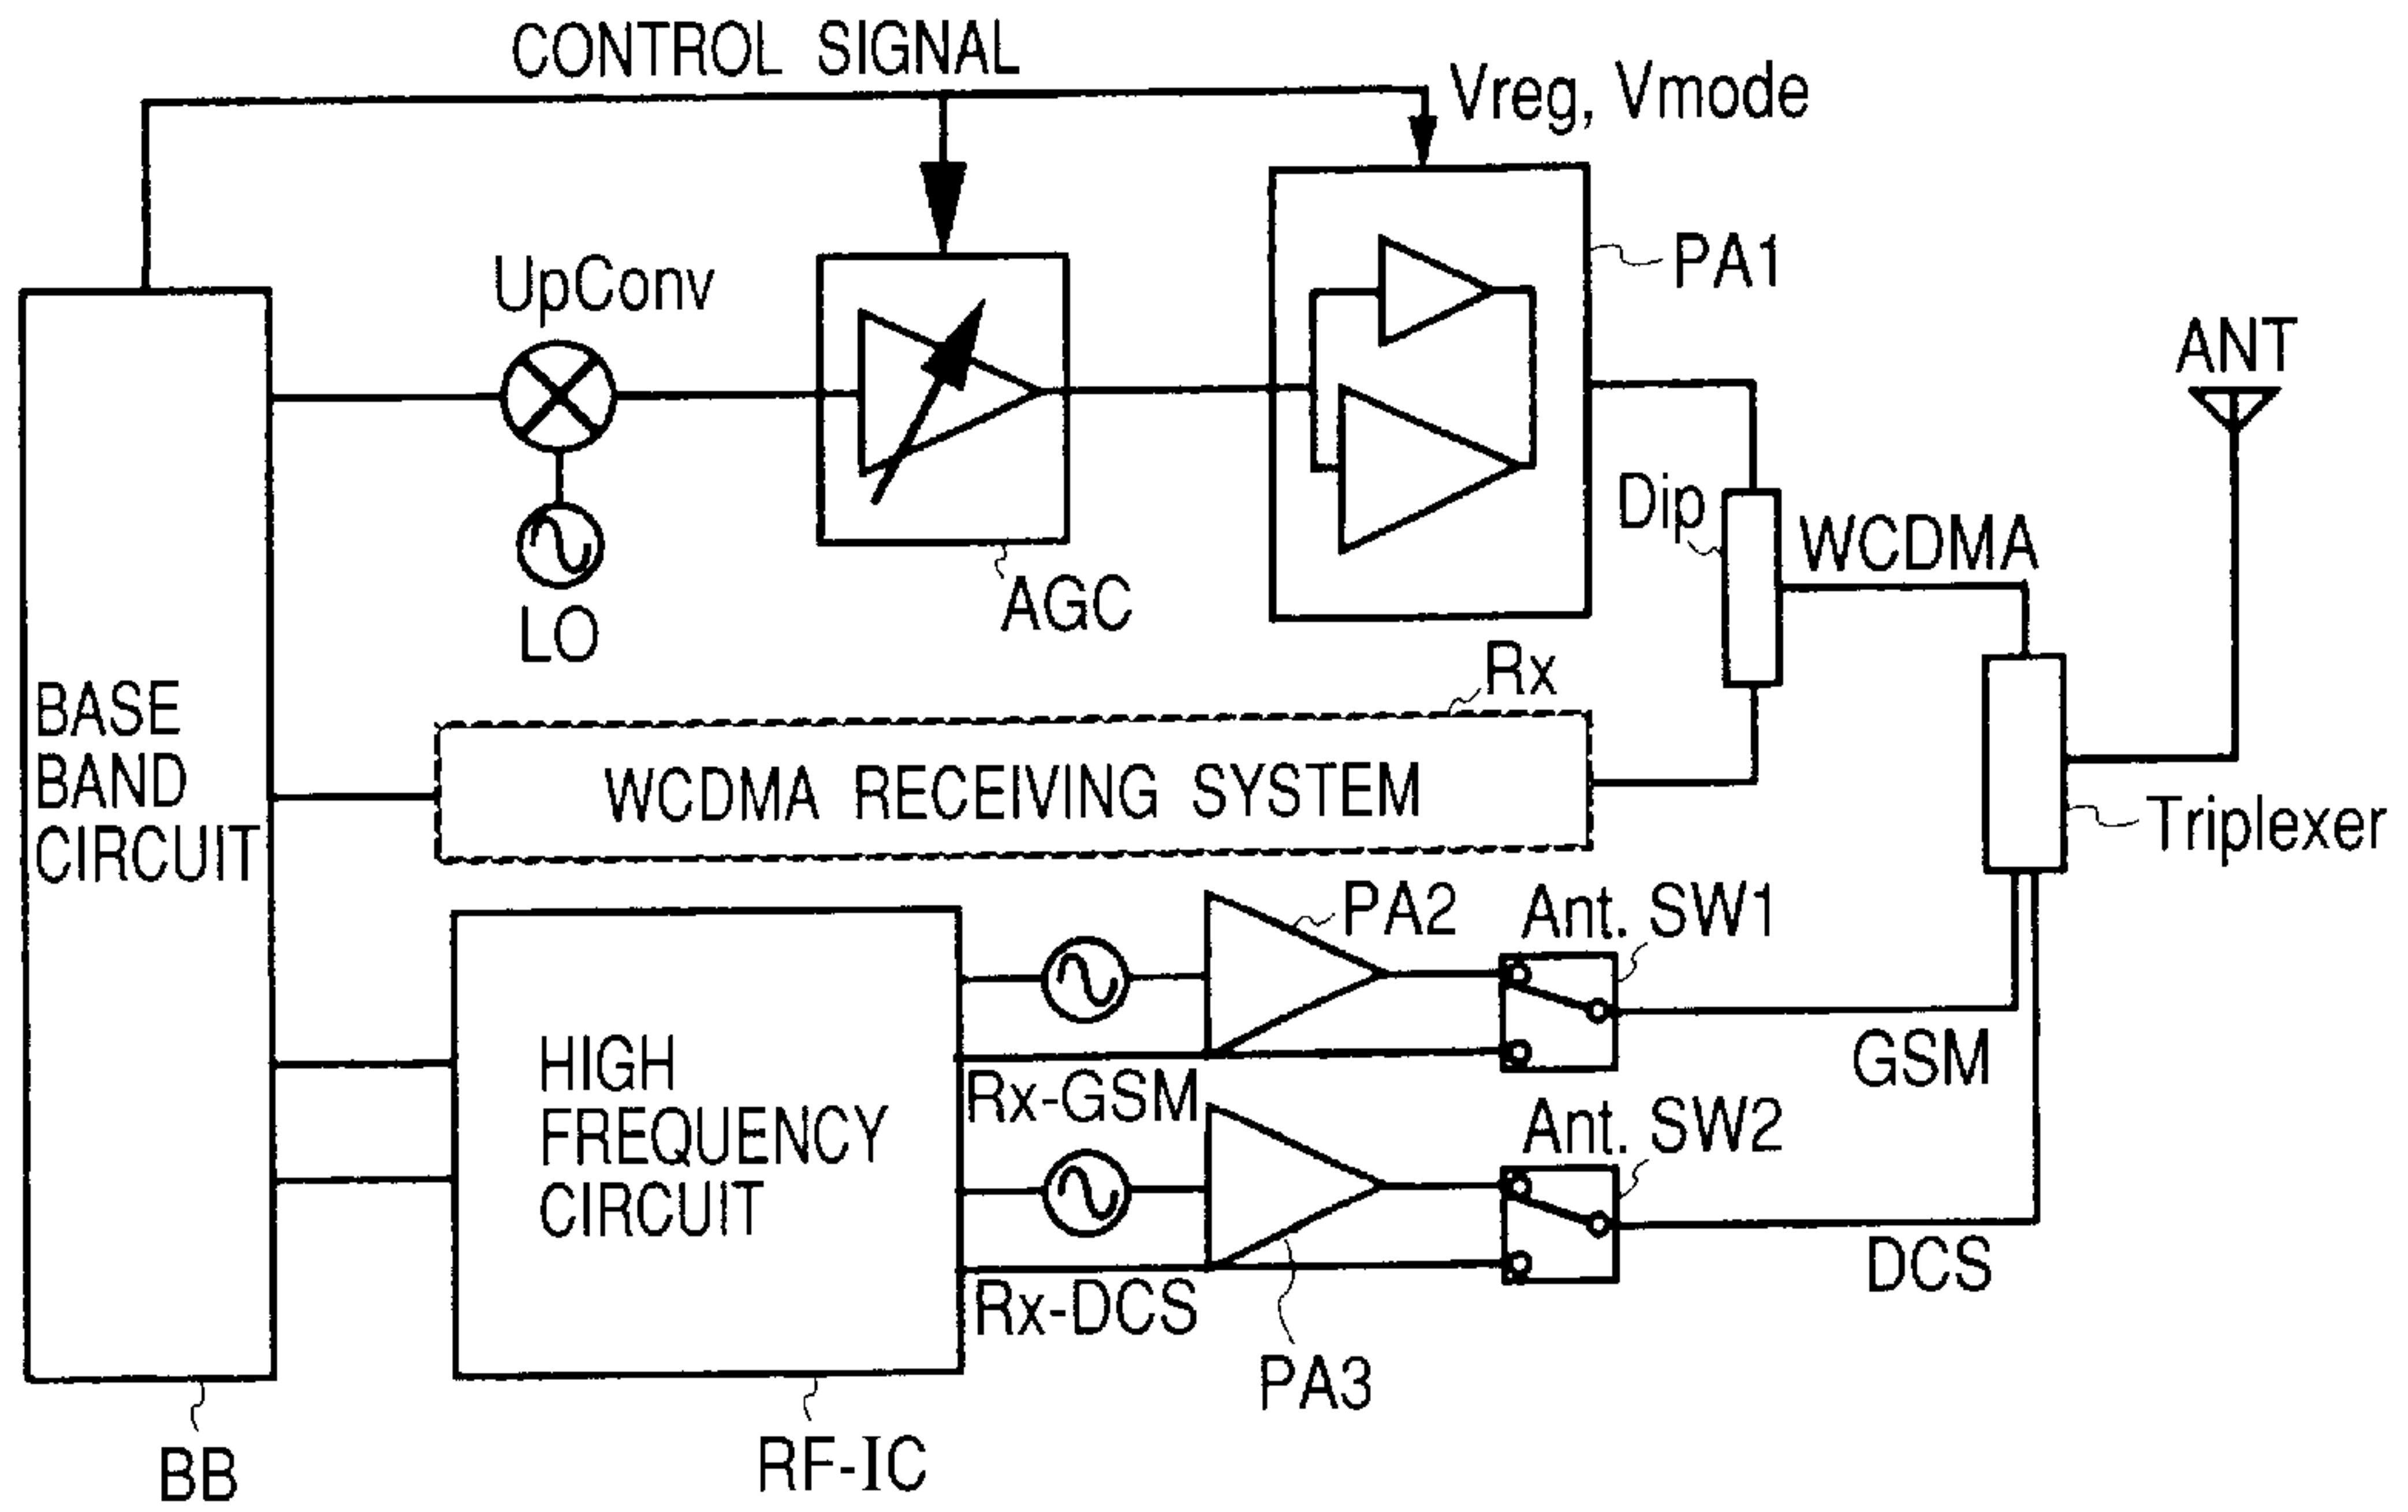 CONTROL SIGNAL
Vreg, Vmode
UpConv
PA1
ANT
Dip
WCDMA
AGC
LO
Rx
BASE
BAND
CIRCUIT
WCDMA RECEIVING SYSTEM
Triplexer
PA2
Ant. SW1
HIGH
FREQUENCY
CIRCUIT
Rx-GSM
GSM
Ant. SW2
Rx-DCS
DCS
PA3
BB
RF-IC